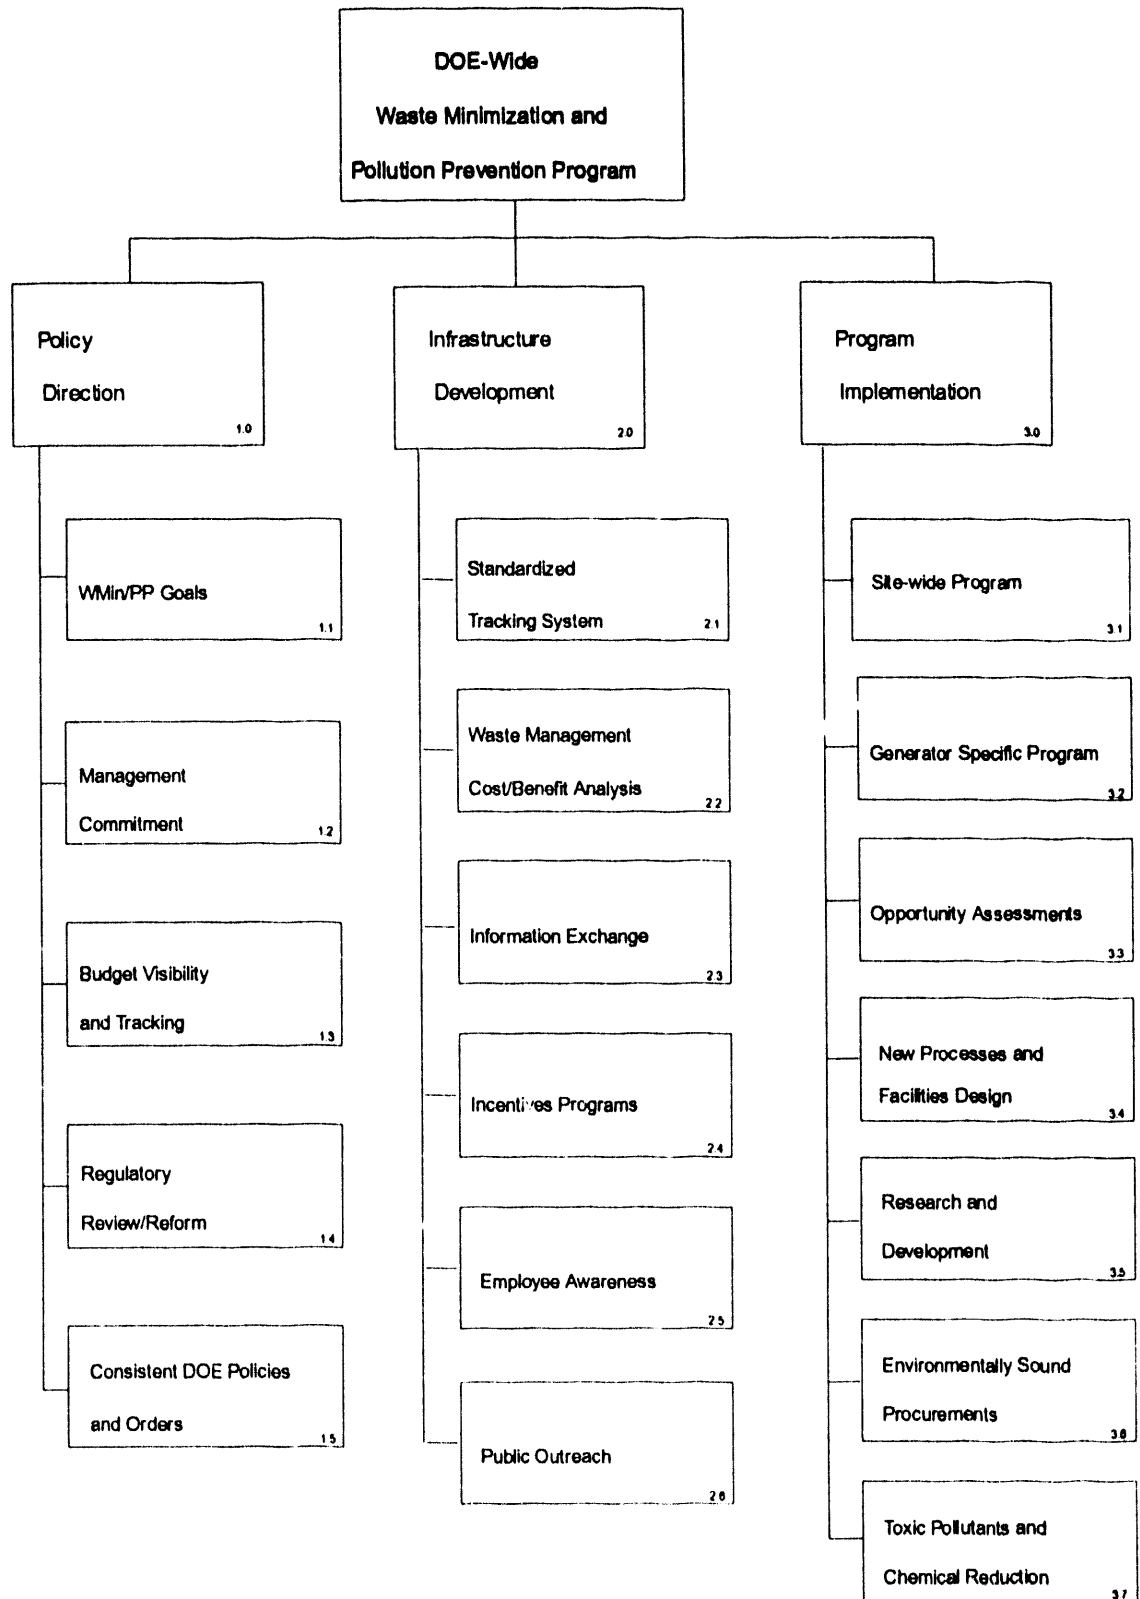 DOE-Wide
Waste Minimization and
Pollution Prevention Program
Policy
Direction
1.0
WMin/PP Goals
1.1
Management
Commitment
1.2
Budget Visibility
and Tracking
1.3
Regulatory
Review/Reform
1.4
Consistent DOE Policies
and Orders
1.5
Infrastructure
Development
2.0
Standardized
Tracking System
2.1
Waste Management
Cost/Benefit Analysis
2.2
Information Exchange
2.3
Incentives Programs
2.4
Employee Awareness
2.5
Public Outreach
2.6
Program
Implementation
3.0
Site-wide Program
3.1
Generator Specific Program
3.2
Opportunity Assessments
3.3
New Processes and
Facilities Design
3.4
Research and
Development
3.5
Environmentally Sound
Procurements
3.6
Toxic Pollutants and
Chemical Reduction
3.7